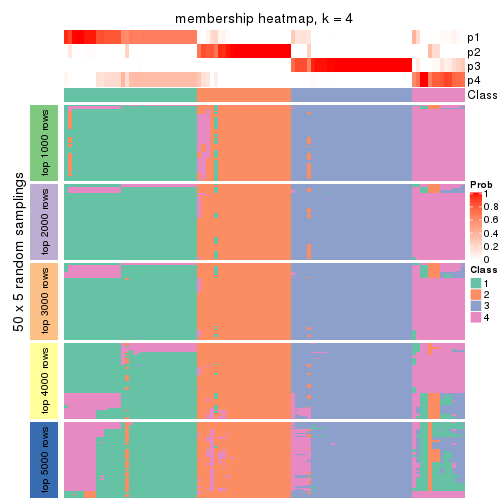 membership heatmap, k = 4
p1
p2
p3
p4
Class
50 x 5 random samplings
top 1000 rows
top 2000 rows
top 3000 rows
top 4000 rows
top 5000 rows
Prob
1
0.8
0.6
0.4
0.2
0
Class
1
2
3
4